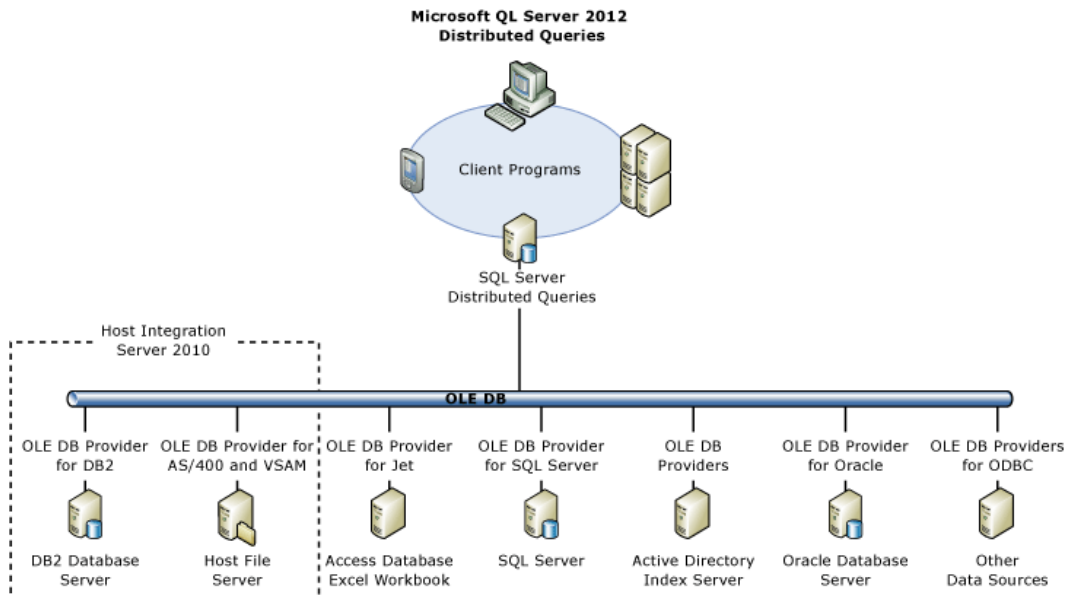 Microsoft QL Server 2012
Distributed Queries
Client Programs
SQL Server
Distributed Queries
Host Integration
Server 2010
OLE DB
OLE DB Provider
for DB2
OLE DB Provider for
AS/400 and VSAM
OLE DB Provider
for Jet
OLE DB Provider
for SQL Server
OLE DB
Providers
OLE DB Provider
for Oracle
OLE DB Providers
for ODBC
DB2 Database
Server
Host File
Server
Access Database
Excel Workbook
SQL Server
Active Directory
Index Server
Oracle Database
Server
Other
Data Sources